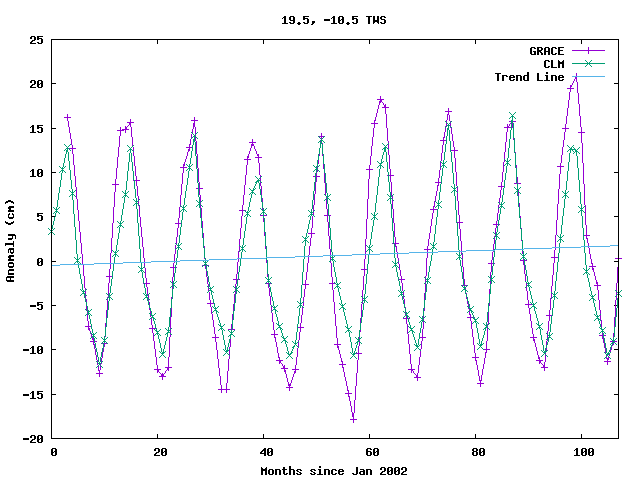 19.5, -10.5 TWS
GRACE
CLM
Trend Line
Anomaly (cm)
25
20
15
10
5
0
-5
-10
-15
-20
0 20 40 60 80 100
Months since Jan 2002